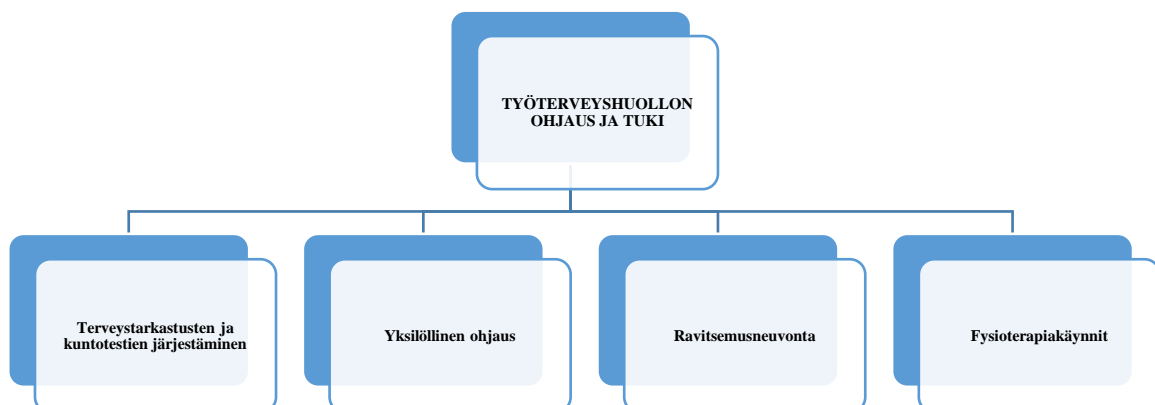 TYÖTERVEYSHUOLLON
OHJAUS JA TUKI
Terveystarkastusten ja
kuntotestien järjestäminen
Yksilöllinen ohjaus
Ravitsemusneuvonta
Fysioterapiakäynnit